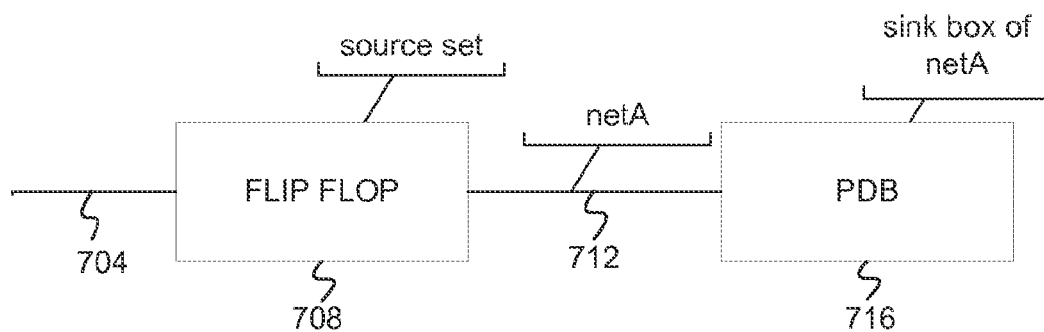 source set
sink box of
netA
netA
FLIP FLOP
PDB
704
712
708
716